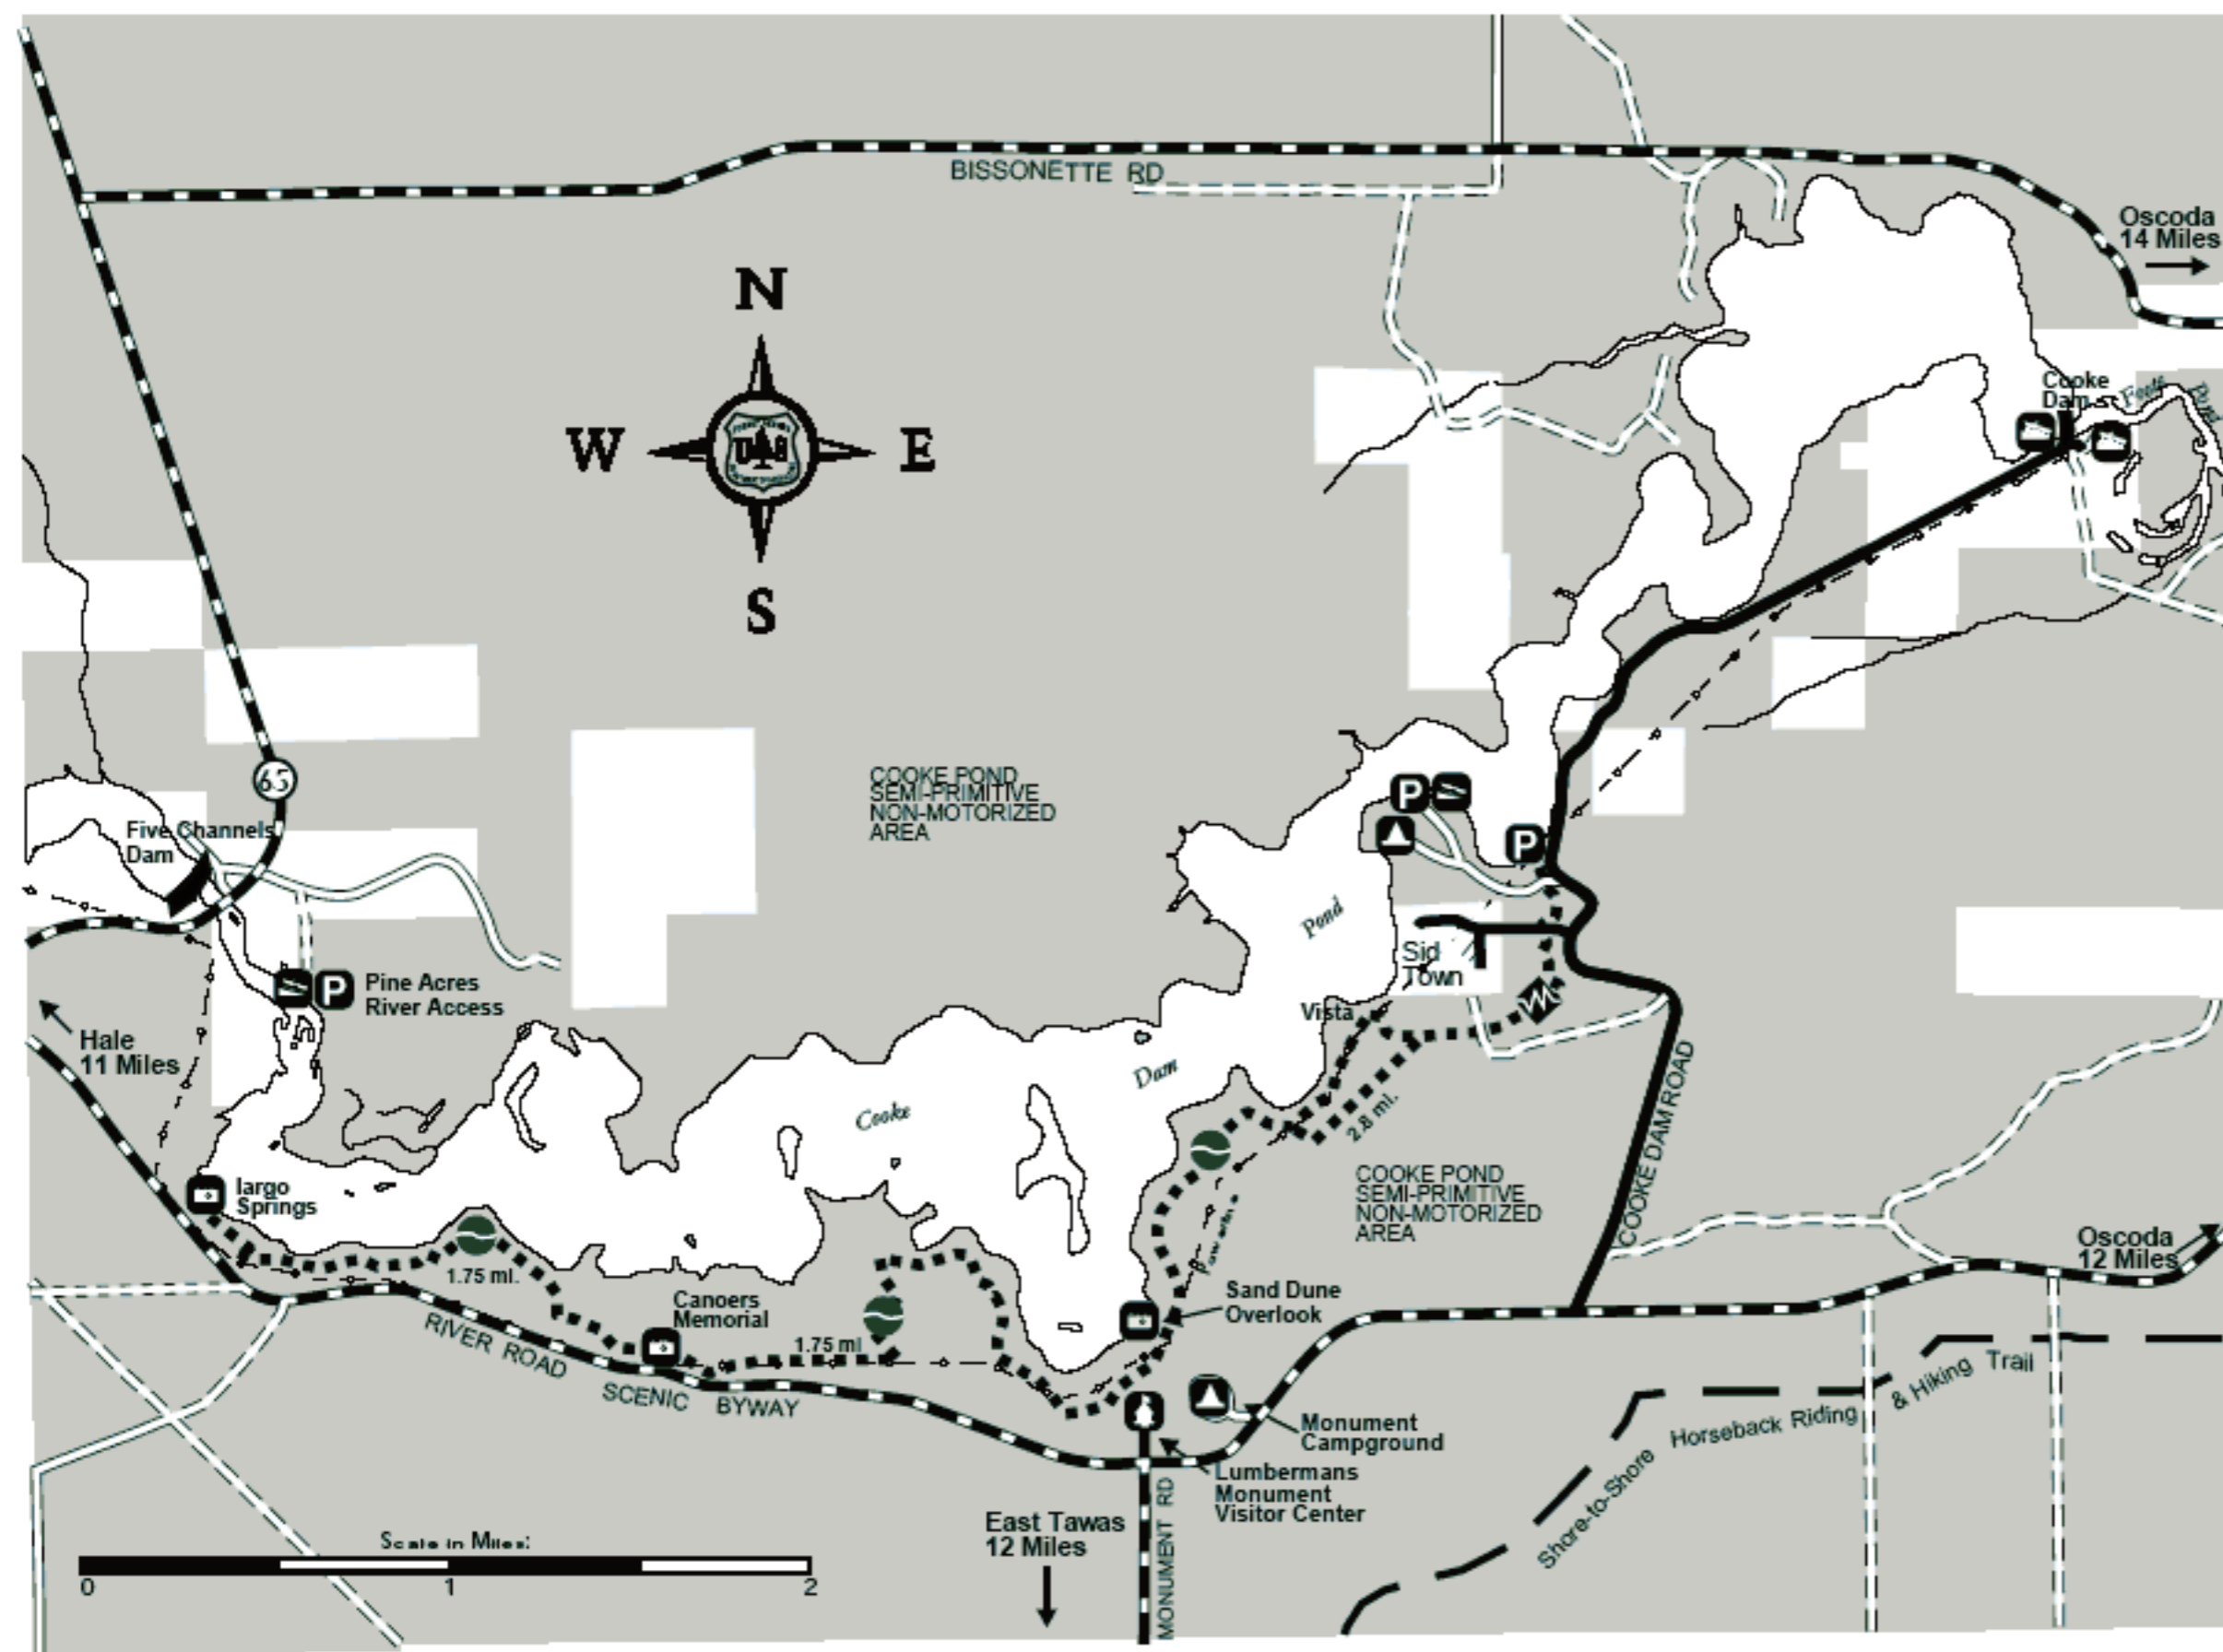 BISSONETTE RD
Oscoda
14 Miles
N
W
E
S
Cooke
Dam
Foote
Pond
65
COOKE POND
SEMI-PRIMITIVE
NON-MOTORIZED
AREA
Five Channels
Dam
P
P
Pond
Sid
Town
Pine Acres
River Access
P
Vista
Hale
11 Miles
Dam
Cooke
2.8 mi.
COOKE DAM ROAD
COOKE POND
SEMI-PRIMITIVE
NON-MOTORIZED
AREA
Iargo
Springs
Oscoda
12 Miles
1.75 mi.
Canoers
Memorial
Sand Dune
Overlook
1.75 mi
RIVER ROAD
SCENIC BYWAY
& Hiking Trail
Horseback Riding
Shore-to-Shore
Monument
Campground
Lumbermans
Monument
Visitor Center
MONUMENT RD
East Tawas
12 Miles
Scale in Miles:
0 1 2